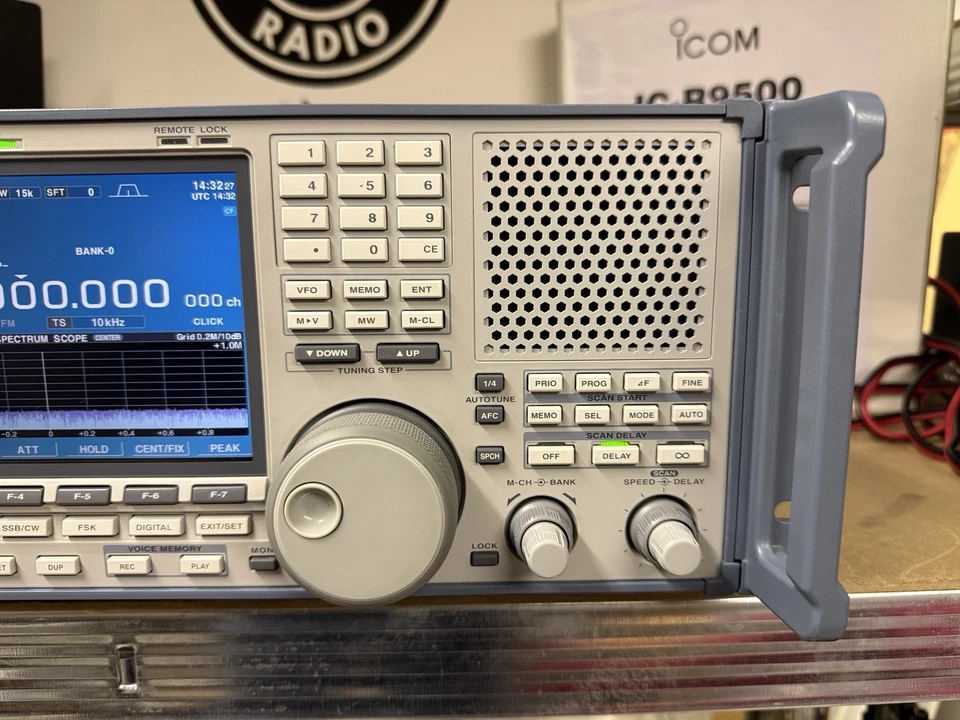 RADIO
ICOM
IC-R9500
REMOTE LOCK
W 15k SFT 0
14:32:27
UTC 14:32
CF
BANK-0
00.000 000 ch
FM TS 10kHz CLICK
SPECTRUM SCOPE CENTER Grid 0.2M/10dB
+1.0M
-0.2 0 +0.2 +0.4 +0.6 +0.8
ATT HOLD CENT/FIX PEAK
F-4 F-5 F-6 F-7
SSB/CW FSK DIGITAL EXIT/SET
VOICE MEMORY
ET DUP REC PLAY
MON
1 2 3
4 5 6
7 8 9
• 0 CE
VFO MEMO ENT
M▶V MW M-CL
▼ DOWN ▲ UP
TUNING STEP
1/4
AUTOTUNE
AFC
SPCH
LOCK
PRIO PROG ⊿F FINE
SCAN START
MEMO SEL MODE AUTO
SCAN DELAY
OFF DELAY ∞
M-CH BANK
SCAN
SPEED DELAY